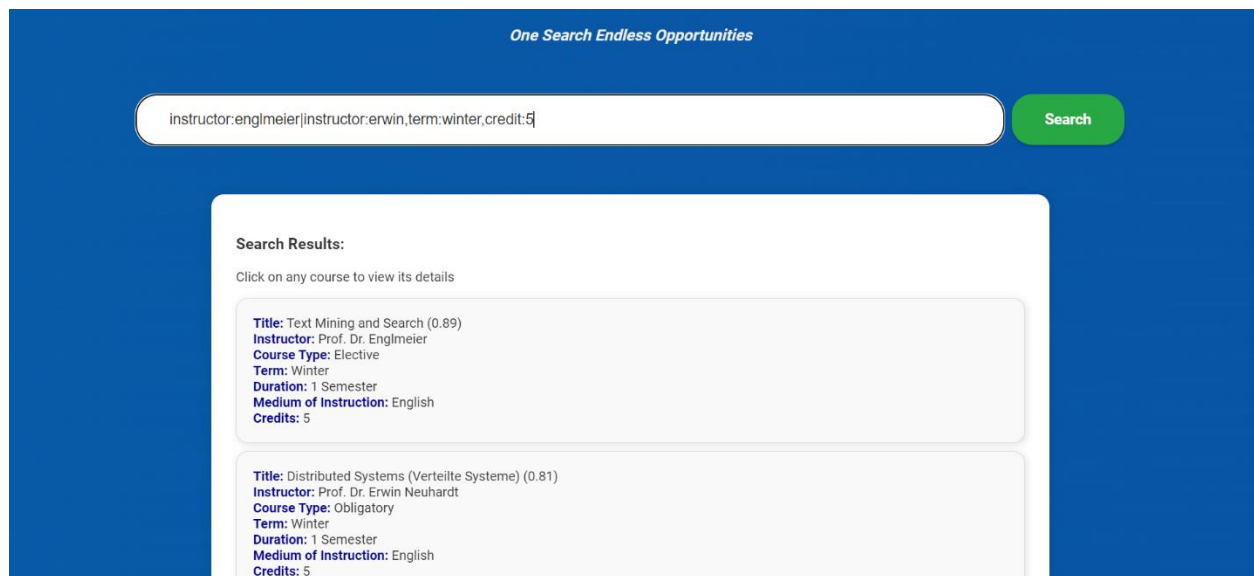 One Search Endless Opportunities
instructor:englmeier|instructor:erwin,term:winter,credit:5
Search
Search Results:
Click on any course to view its details
Title: Text Mining and Search (0.89)
Instructor: Prof. Dr. Englmeier
Course Type: Elective
Term: Winter
Duration: 1 Semester
Medium of Instruction: English
Credits: 5
Title: Distributed Systems (Verteilte Systeme) (0.81)
Instructor: Prof. Dr. Erwin Neuhardt
Course Type: Obligatory
Term: Winter
Duration: 1 Semester
Medium of Instruction: English
Credits: 5